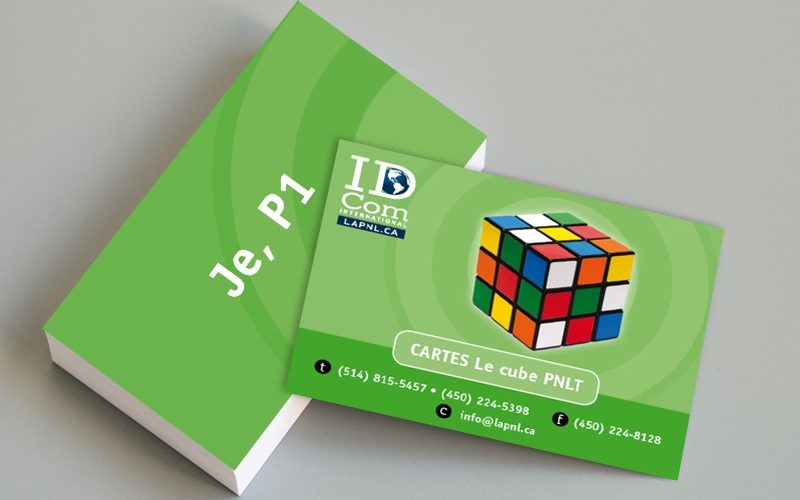 Je, P1
ID
Com
INTERNATIONAL
LAPNL.CA
CARTES Le cube PNLT
t (514) 815-5457 • (450) 224-5398
f (450) 224-8128
c info@lapnl.ca